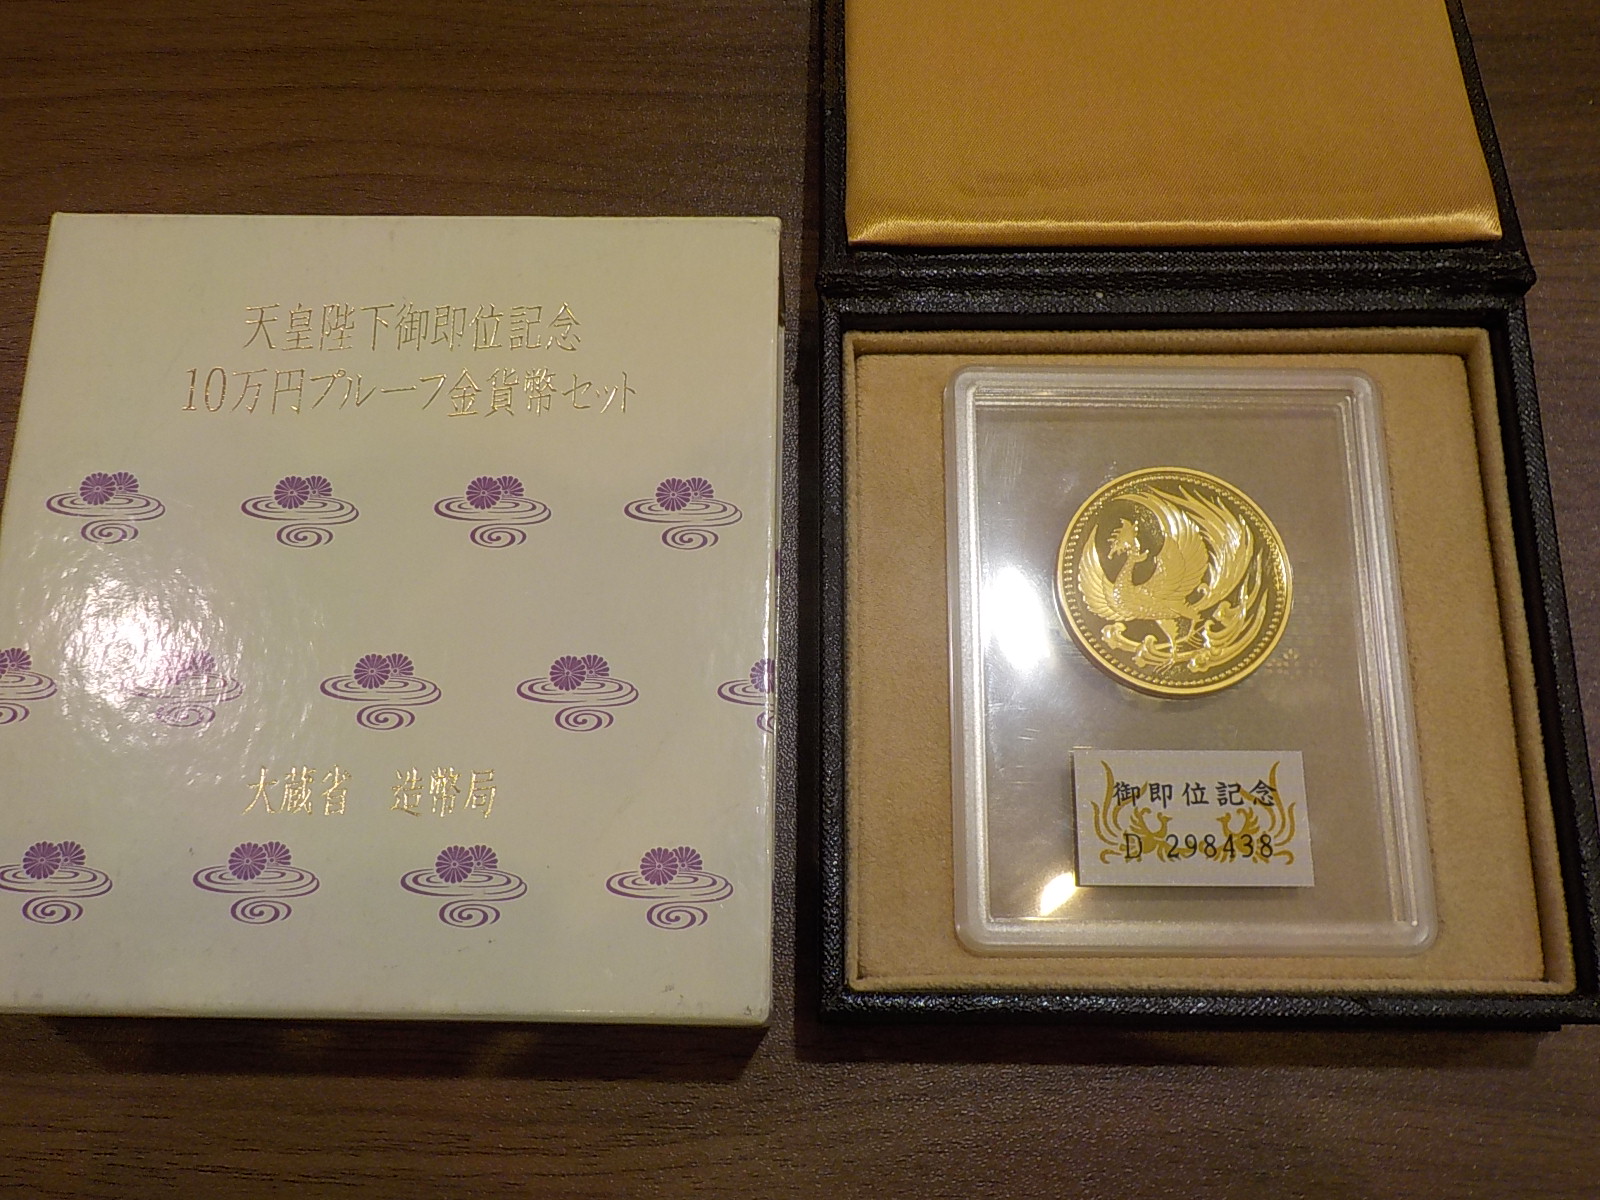 天皇陛下御即位記念
10万円プルーフ金貨幣セット
大蔵省 造幣局
御即位記念
D 298438